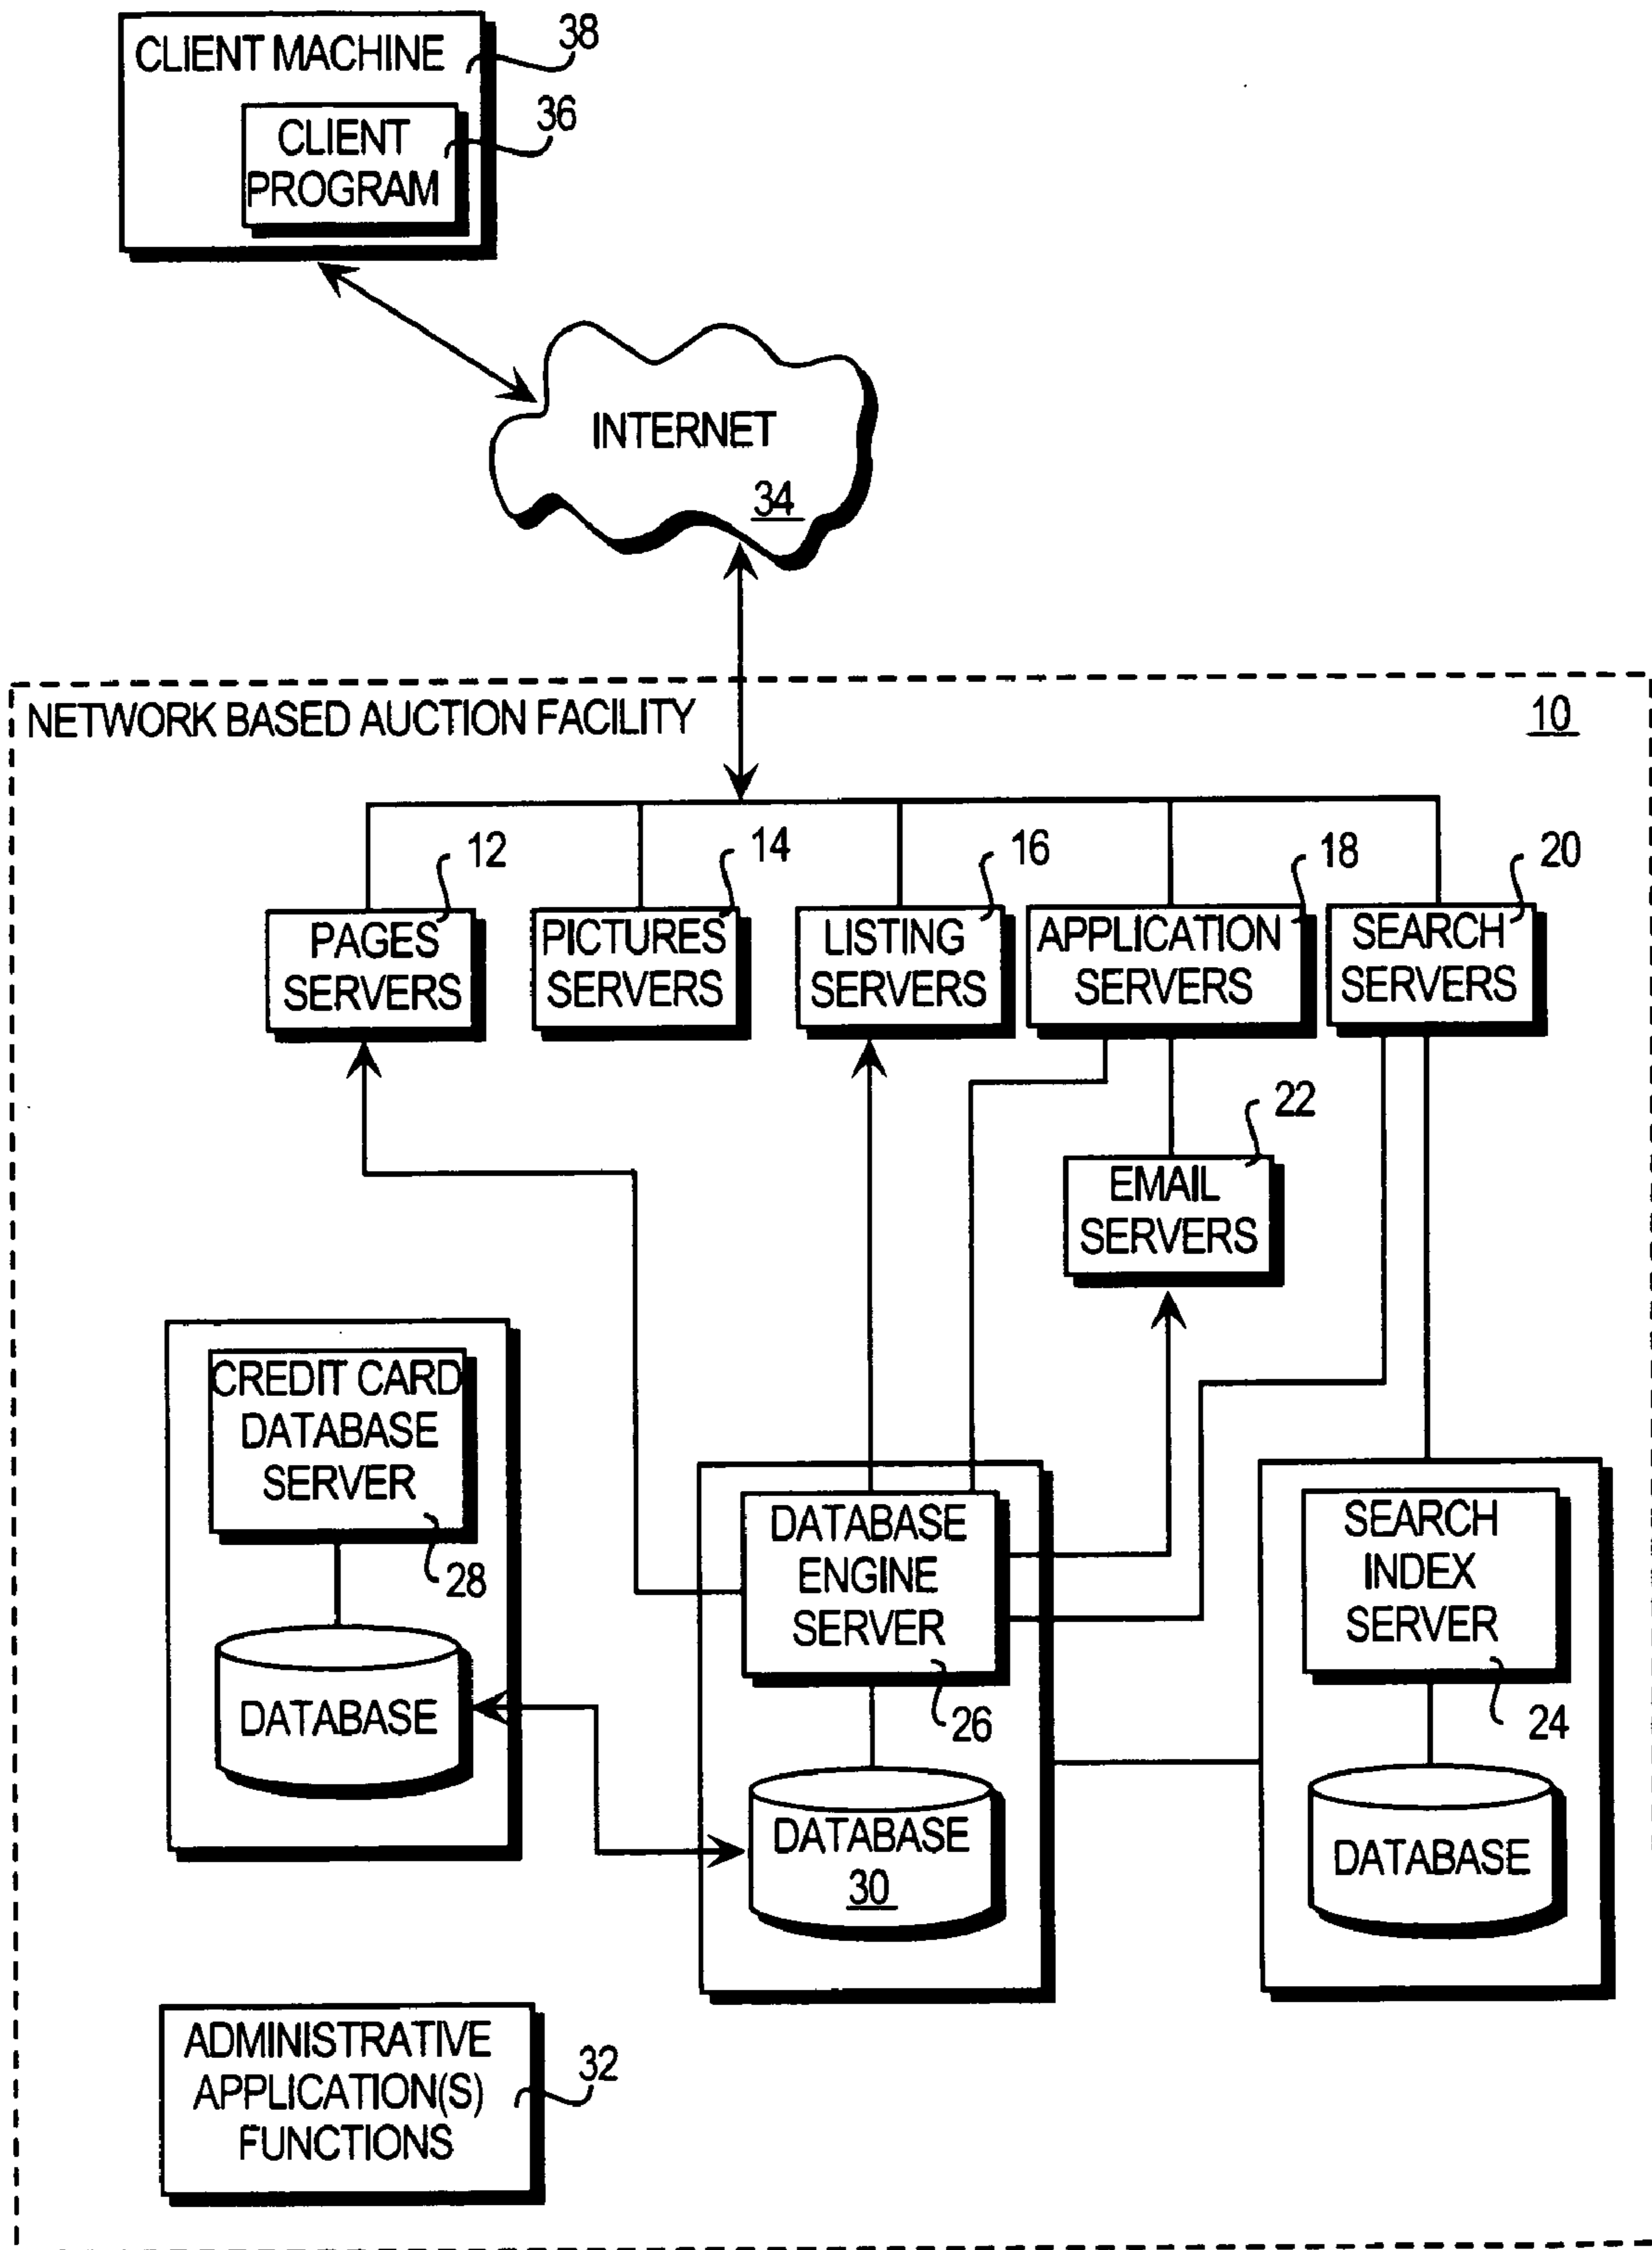 CLIENT MACHINE
38
CLIENT
PROGRAM
36
INTERNET
34
NETWORK BASED AUCTION FACILITY
10
12
14
16
18
20
PAGES
SERVERS
PICTURES
SERVERS
LISTING
SERVERS
APPLICATION
SERVERS
SEARCH
SERVERS
22
EMAIL
SERVERS
CREDIT CARD
DATABASE
SERVER
28
DATABASE
DATABASE
ENGINE
SERVER
26
DATABASE
30
SEARCH
INDEX
SERVER
24
DATABASE
ADMINISTRATIVE
APPLICATION(S)
FUNCTIONS
32